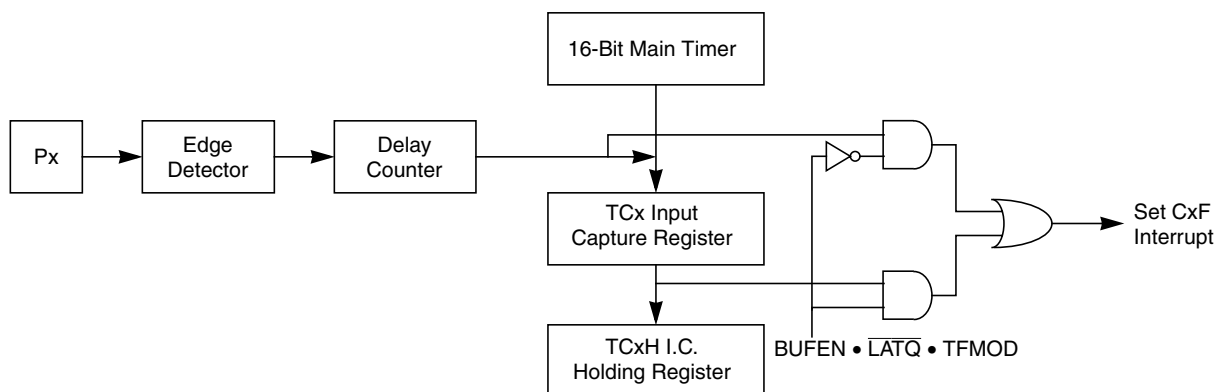 16-Bit Main Timer
Px
Edge
Detector
Delay
Counter
TCx Input
Capture Register
Set CxF
Interrupt
TCxH I.C.
Holding Register
BUFEN • L̅A̅T̅Q̅ • TFMOD